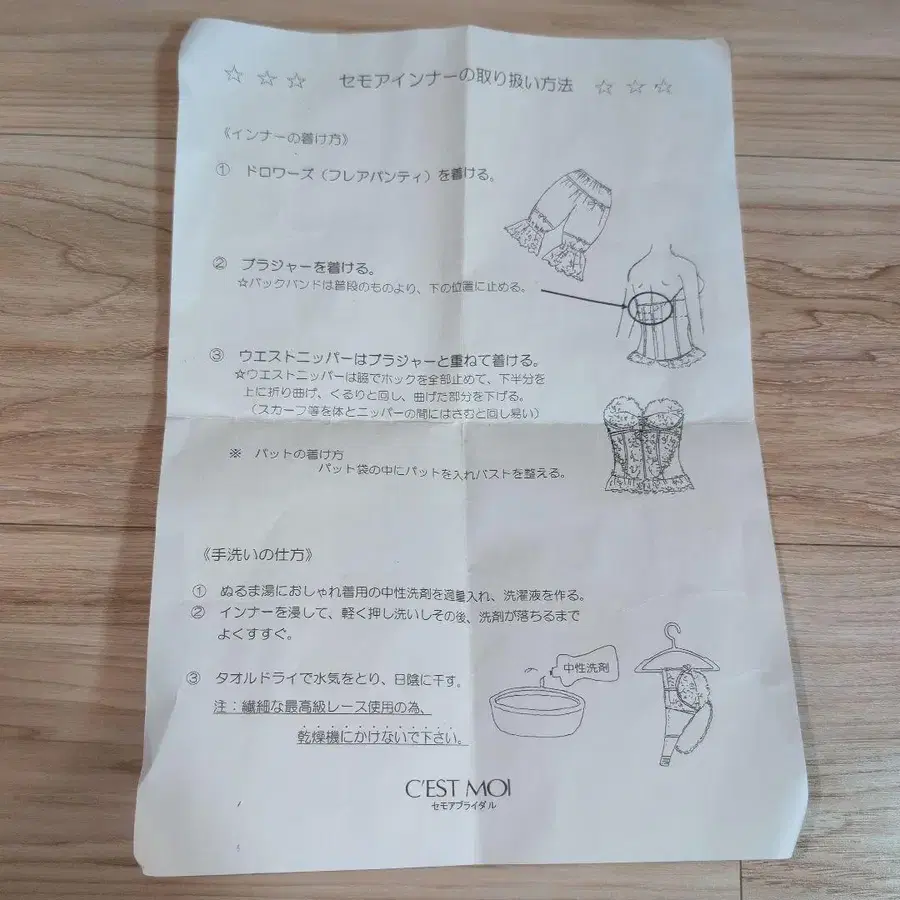 ☆ ☆ ☆ セモアインナーの取り扱い方法 ☆ ☆ ☆
《インナーの着け方》
① ドロワーズ（フレアパンティ）を着ける。
② ブラジャーを着ける。
☆バックバンドは普段のものより、下の位置に止める。
③ ウエストニッパーはブラジャーと重ねて着ける。
☆ウエストニッパーは脇でホックを全部止めて、下半分を
上に折り曲げ、くるりと回し、曲げた部分を下げる。
（スカーフ等を体とニッパーの間にはさむと回し易い）
※ パットの着け方
パット袋の中にパットを入れバストを整える。
《手洗いの仕方》
① ぬるま湯におしゃれ着用の中性洗剤を適量入れ、洗濯液を作る。
② インナーを浸して、軽く押し洗いしその後、洗剤が落ちるまで
よくすすぐ。
中性洗剤
③ タオルドライで水気をとり、日陰に干す。
注：繊細な最高級レース使用の為、
乾燥機にかけないで下さい。
C'EST MOI
セモアブライダル